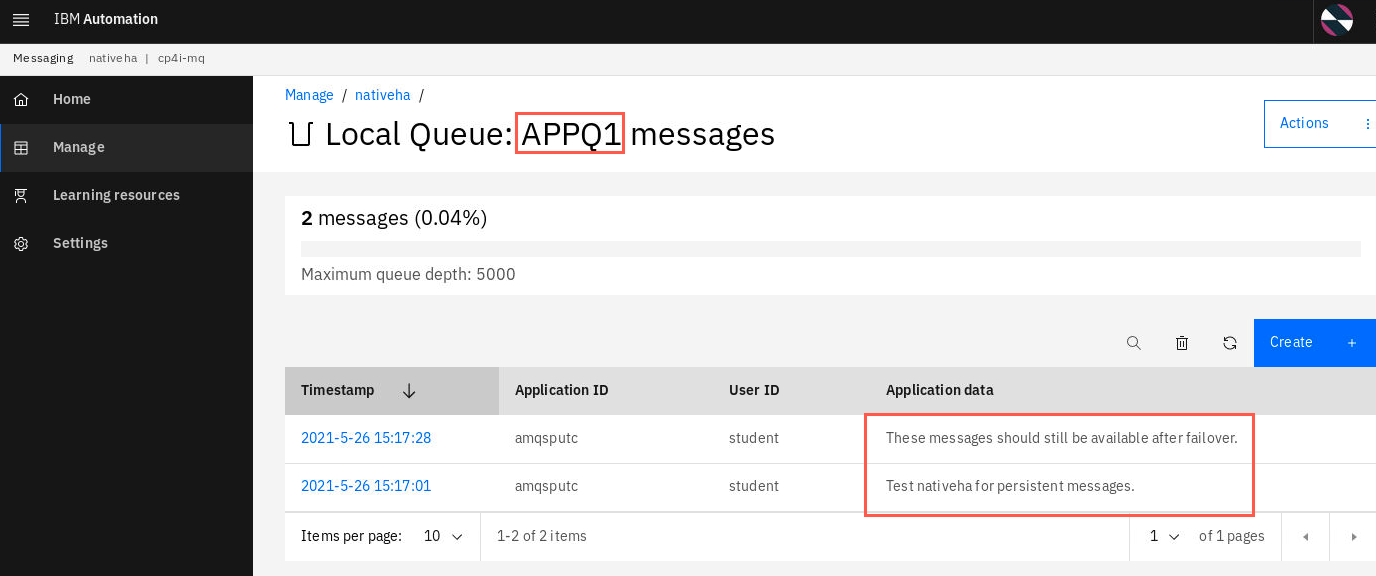 IBM Automation
Messaging nativeha | cp4i-mq
Home
Manage
Learning resources
Settings
Manage / nativeha /
Local Queue: APPQ1 messages
Actions
2 messages (0.04%)
Maximum queue depth: 5000
Create +
Timestamp Application ID User ID Application data
2021-5-26 15:17:28 amqsputc student These messages should still be available after failover.
2021-5-26 15:17:01 amqsputc student Test nativeha for persistent messages.
Items per page: 10 1-2 of 2 items 1 of 1 pages